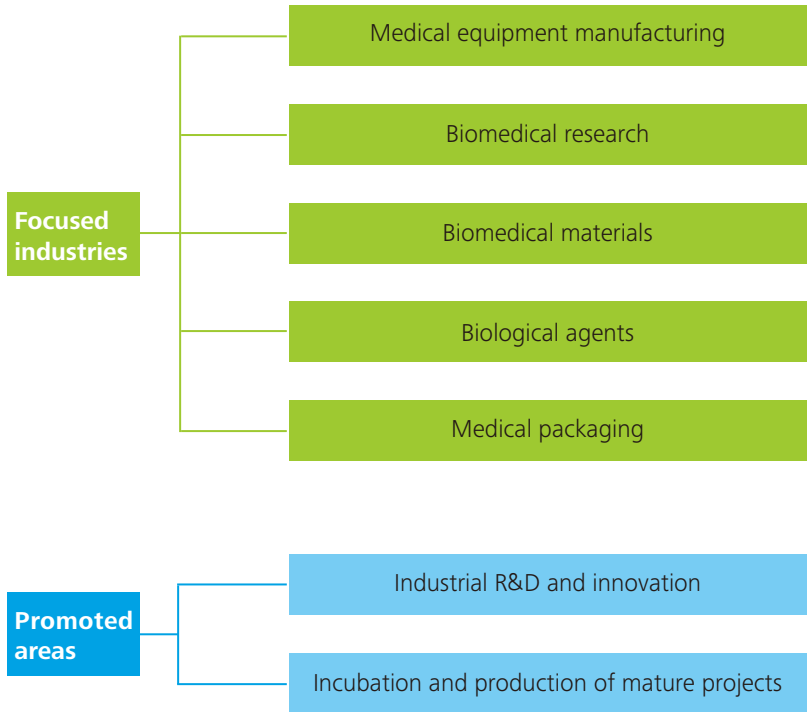 Focused
industries
Medical equipment manufacturing
Biomedical research
Biomedical materials
Biological agents
Medical packaging
Promoted
areas
Industrial R&D and innovation
Incubation and production of mature projects